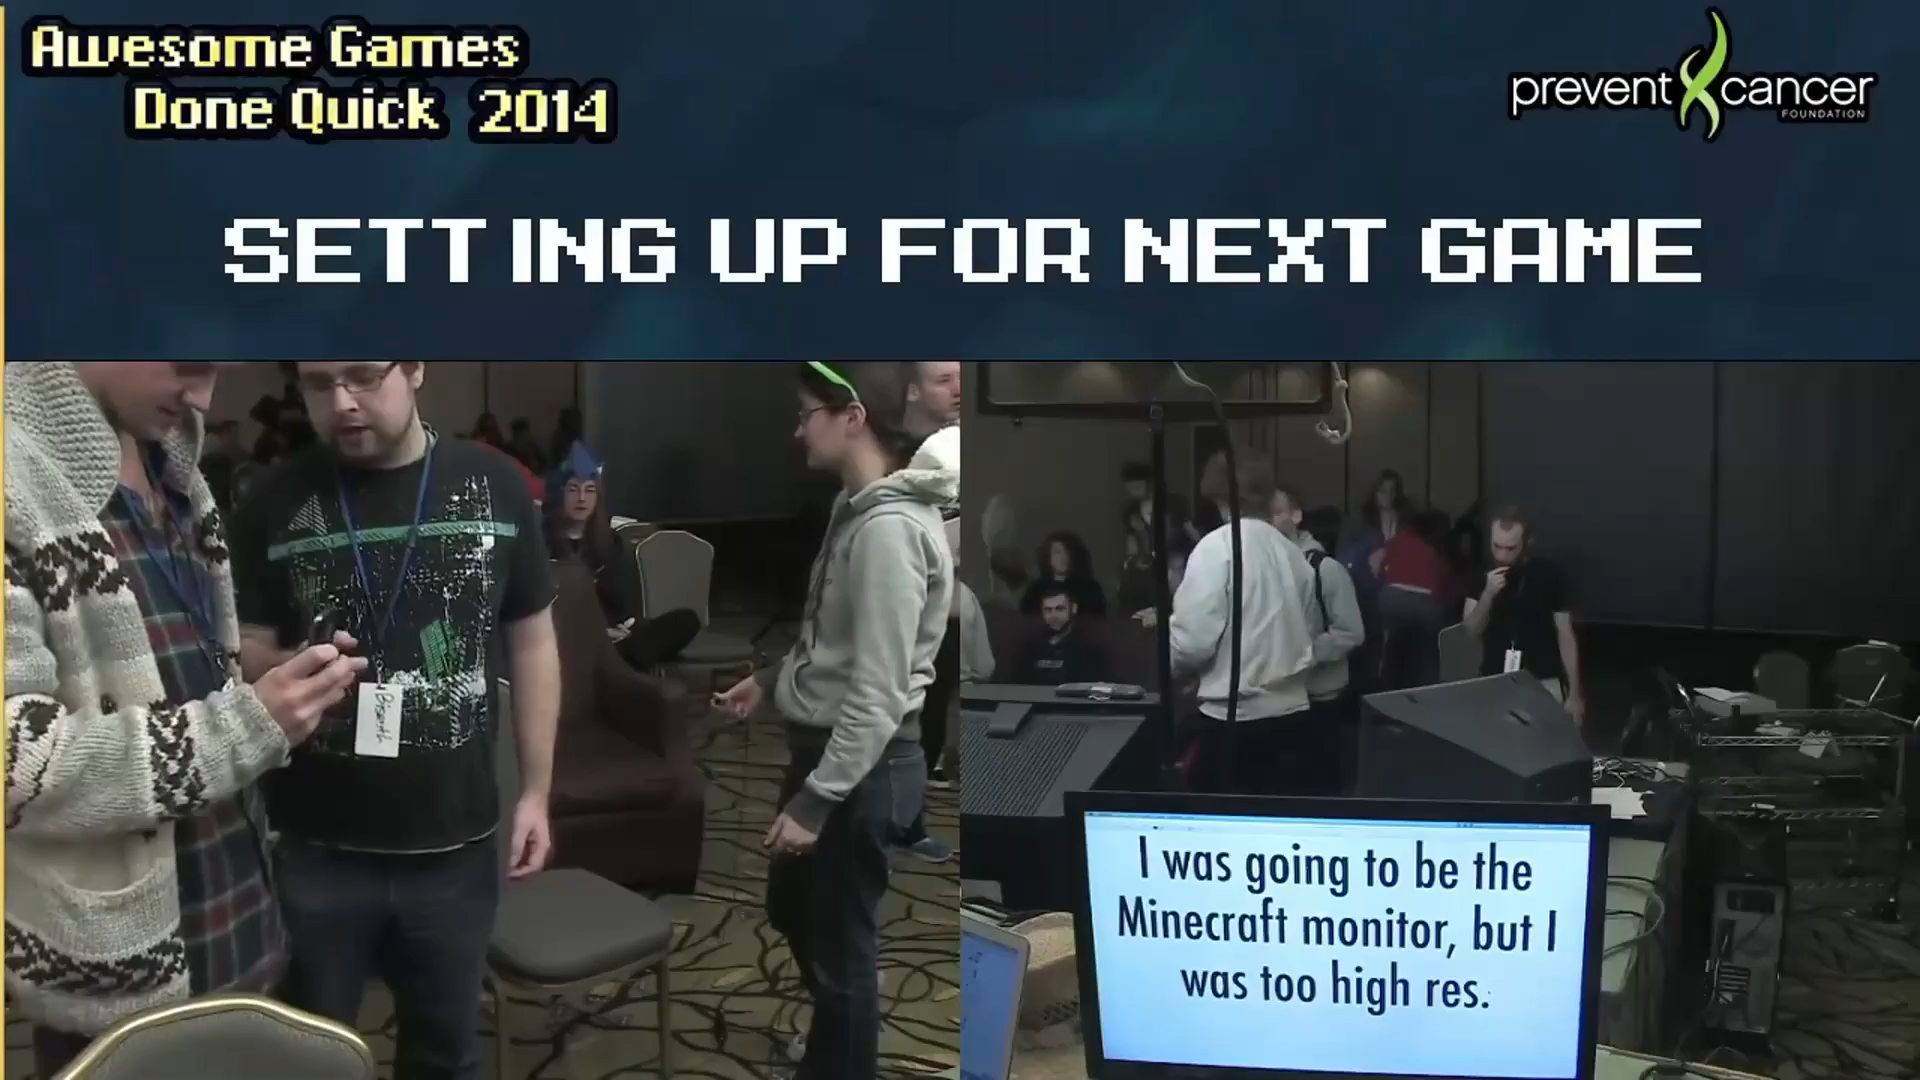 Awesome Games
Done Quick 2014
prevent cancer
FOUNDATION
SETTING UP FOR NEXT GAME
I was going to be the
Minecraft monitor, but I
was too high res.